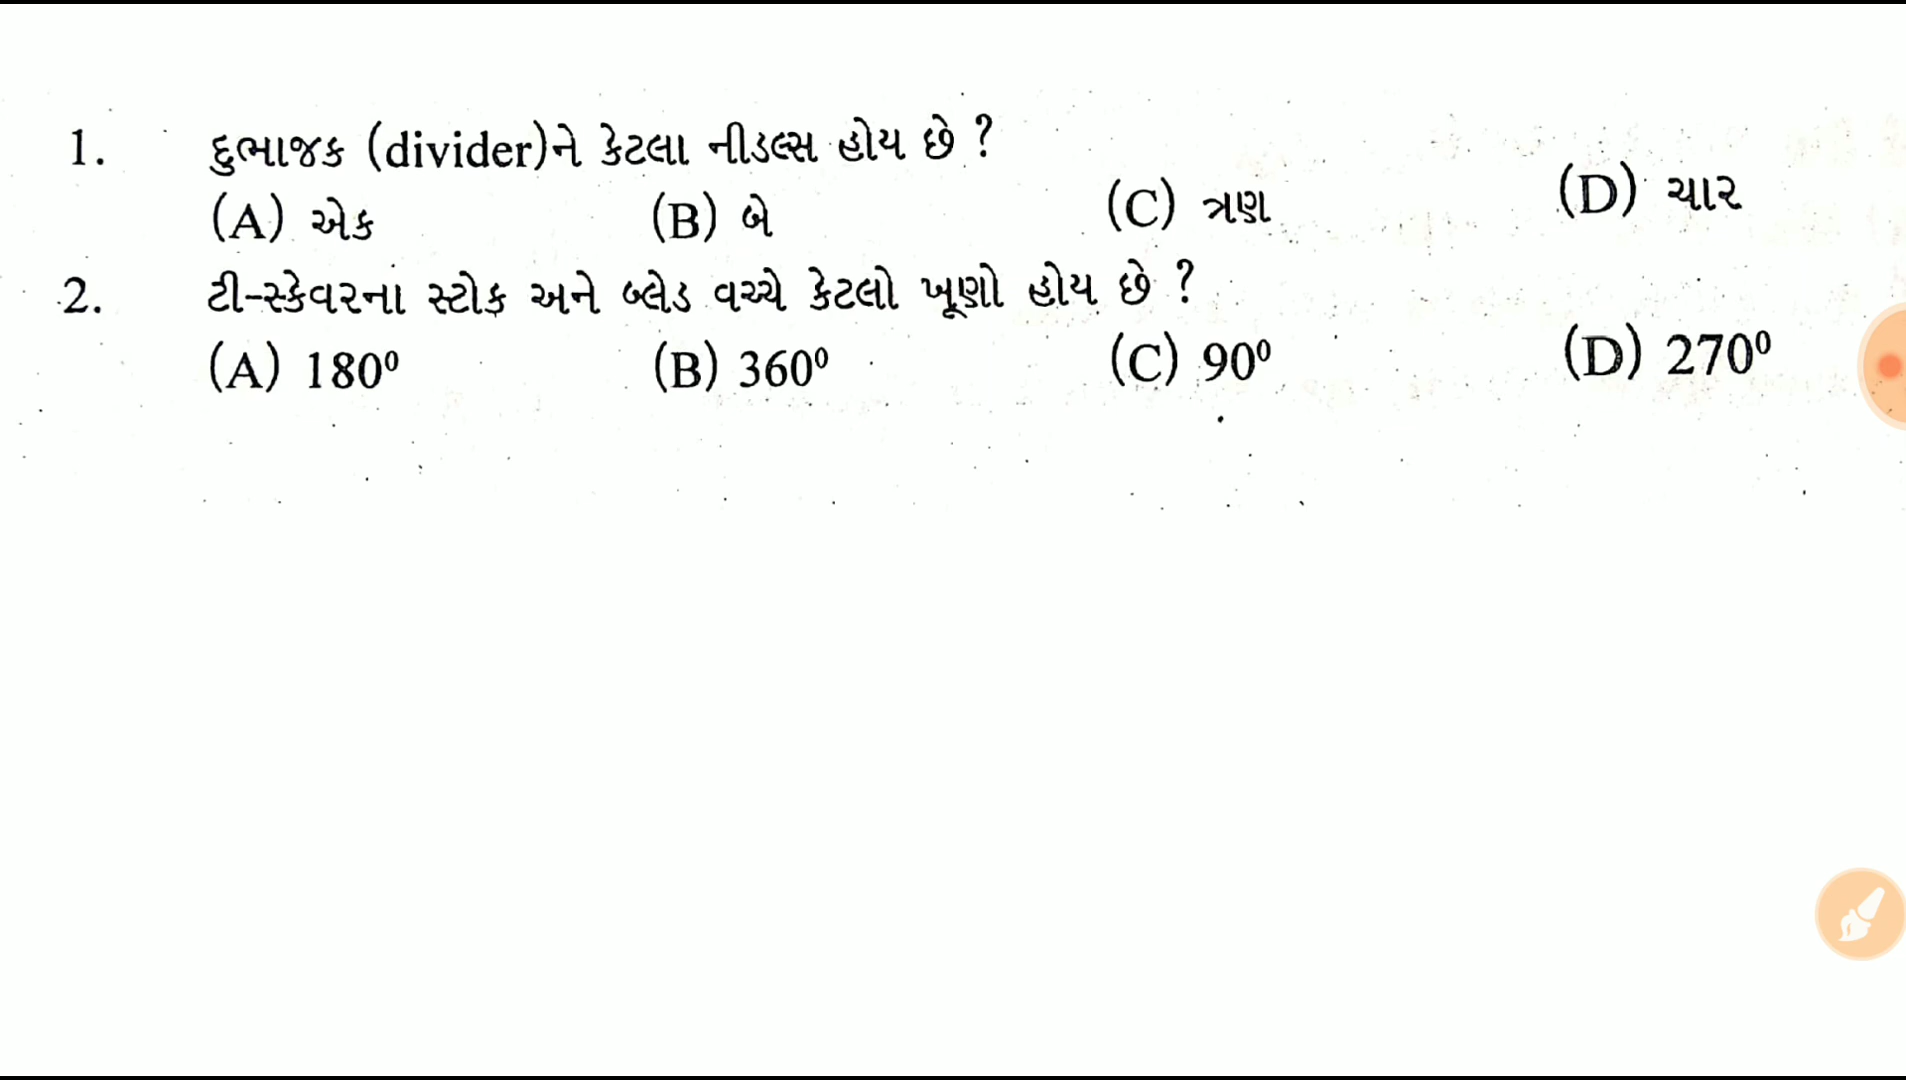 1. દુભાજક (divider)ને કેટલા નીડલ્સ હોય છે ?
(A) એક (B) બે (C) ત્રણ (D) ચાર
2. ટી-સ્કેવરના સ્ટોક અને બ્લેડ વચ્ચે કેટલો ખૂણો હોય છે ?
(A) 180⁰ (B) 360⁰ (C) 90⁰ (D) 270⁰